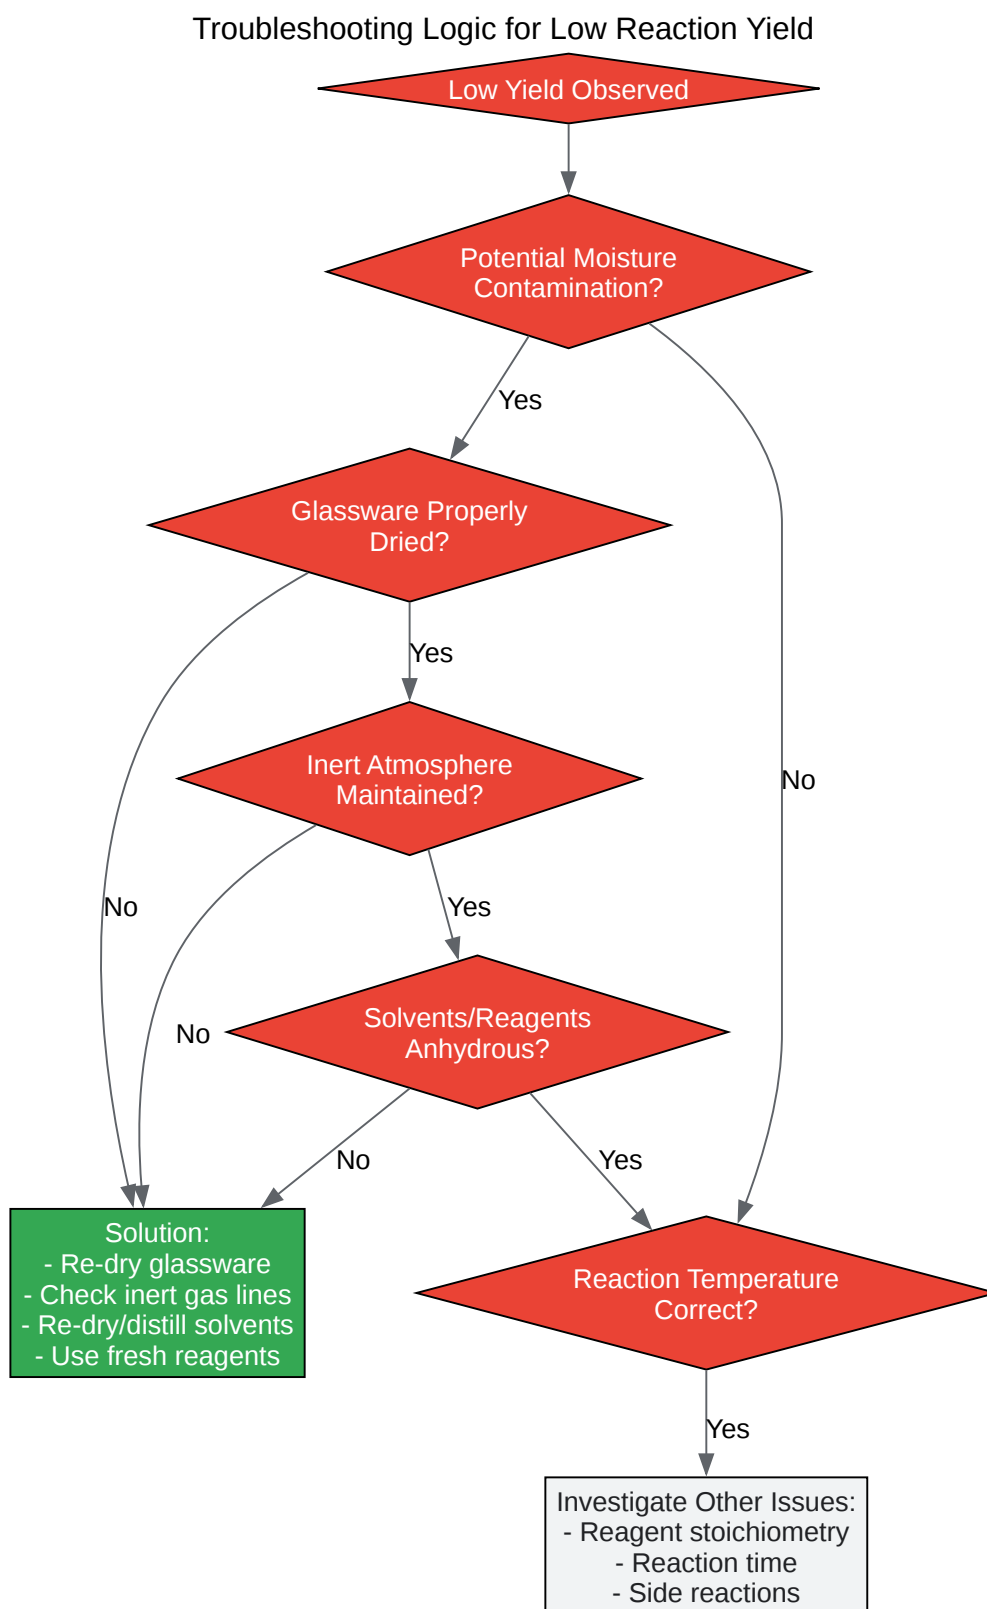 Troubleshooting Logic for Low Reaction Yield
Low Yield Observed
Potential Moisture
Contamination?
Yes
Glassware Properly
Dried?
Yes
Inert Atmosphere
Maintained?
No
No
Yes
Solvents/Reagents
Anhydrous?
No
No
Yes
Solution:
- Re-dry glassware
- Check inert gas lines
- Re-dry/distill solvents
- Use fresh reagents
Reaction Temperature
Correct?
Yes
Investigate Other Issues:
- Reagent stoichiometry
- Reaction time
- Side reactions